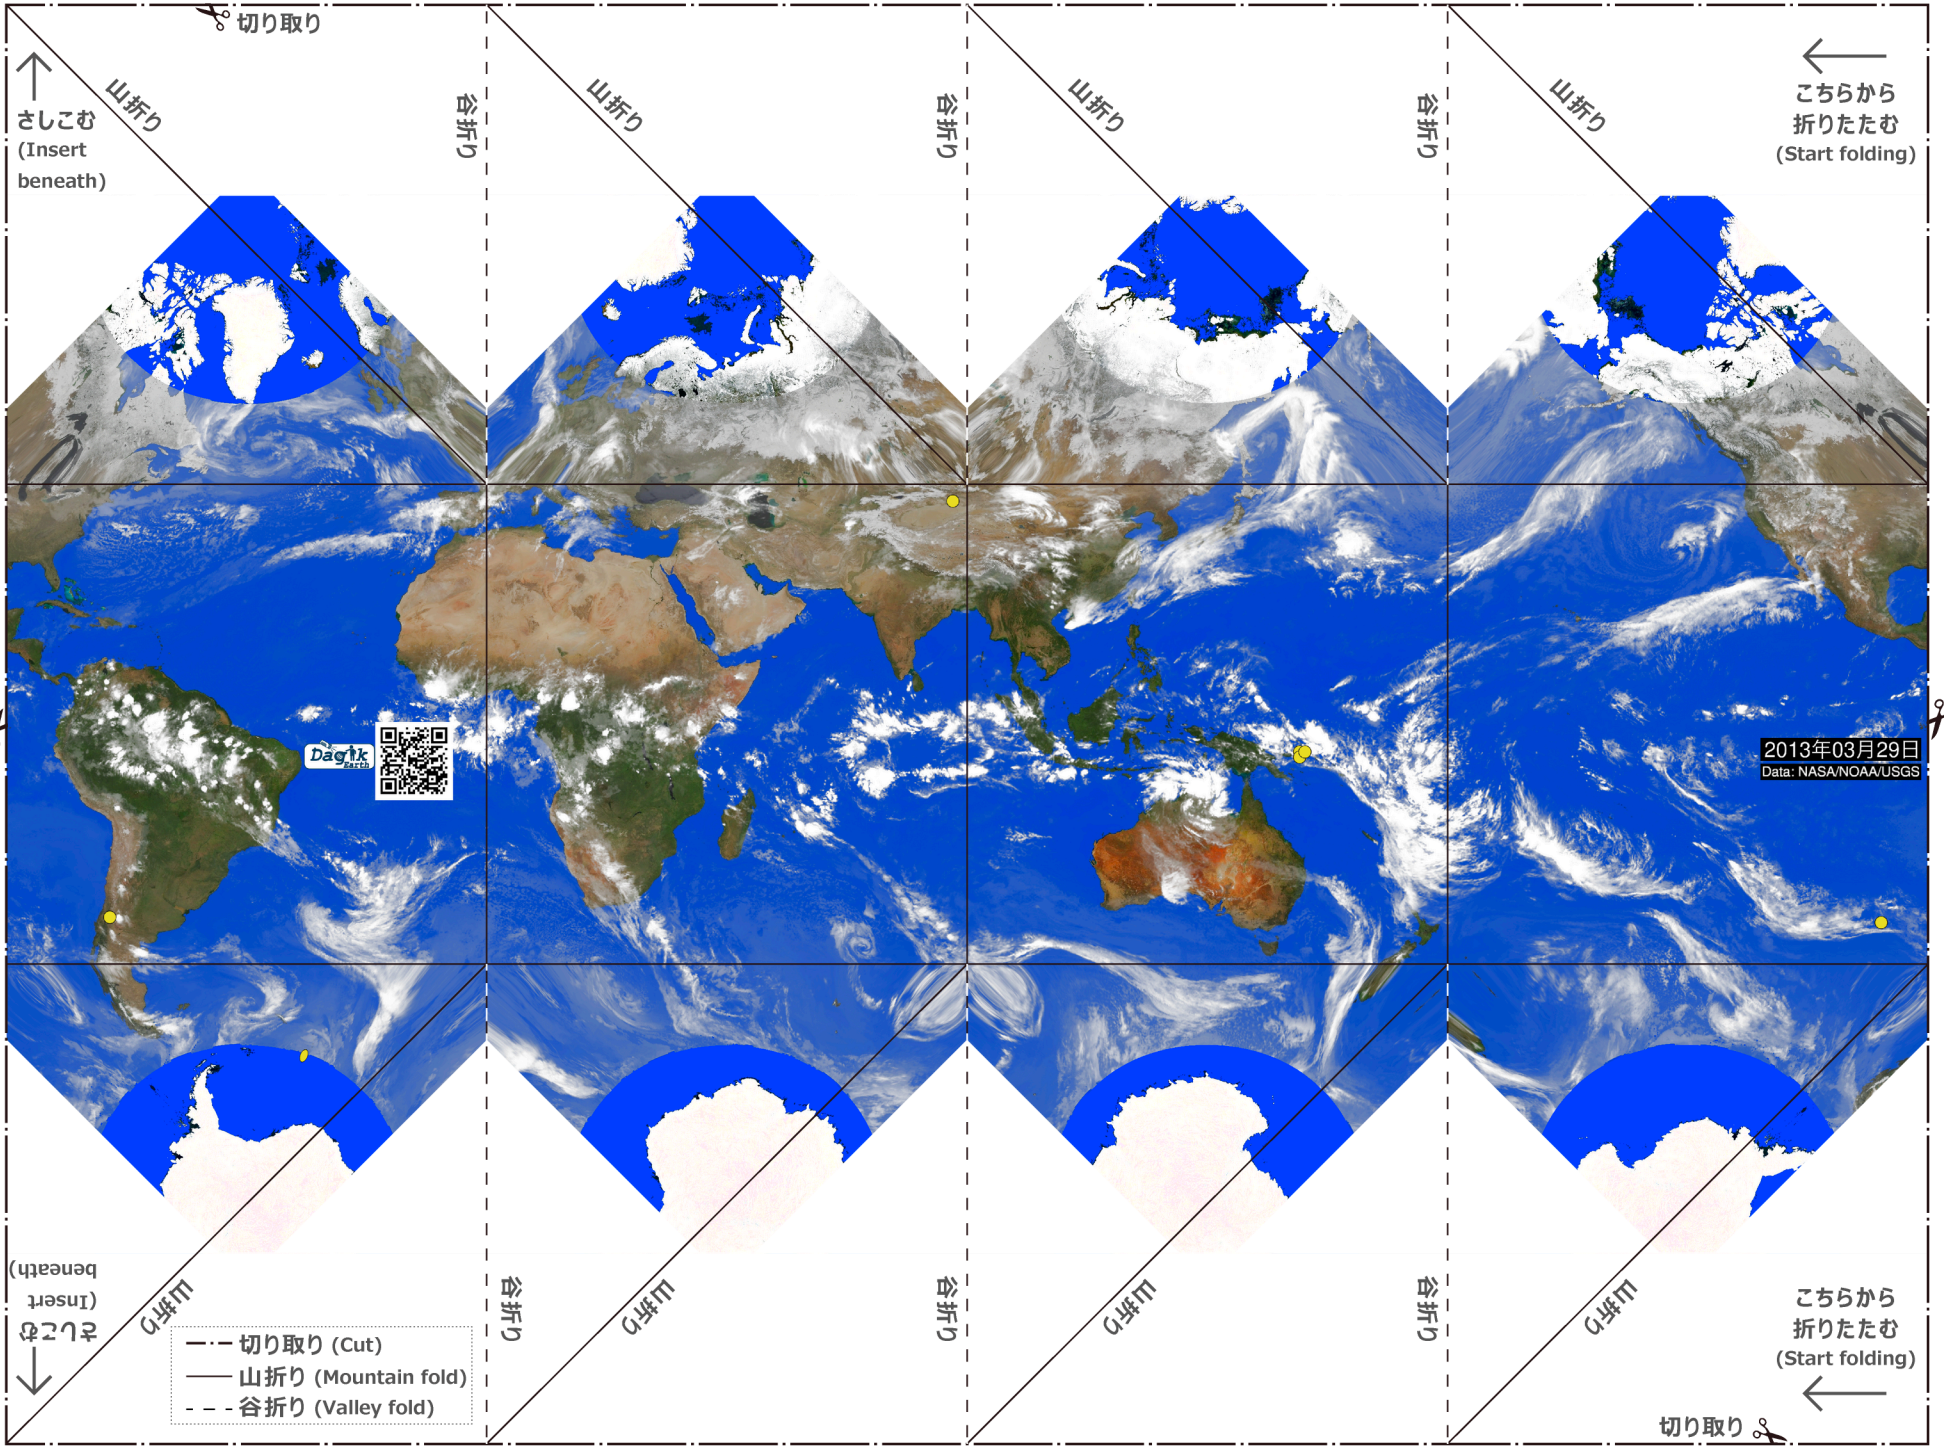 切り取り
山折り
谷折り
山折り
谷折り
山折り
谷折り
山折り
さしこむ
(Insert
beneath)
こちらから
折りたたむ
(Start folding)
Dagik
Earth
2013年03月29日
Data: NASA/NOAA/USGS
さしこむ
(Insert
beneath)
山折り
谷折り
山折り
谷折り
山折り
谷折り
山折り
切り取り (Cut)
山折り (Mountain fold)
谷折り (Valley fold)
こちらから
折りたたむ
(Start folding)
切り取り